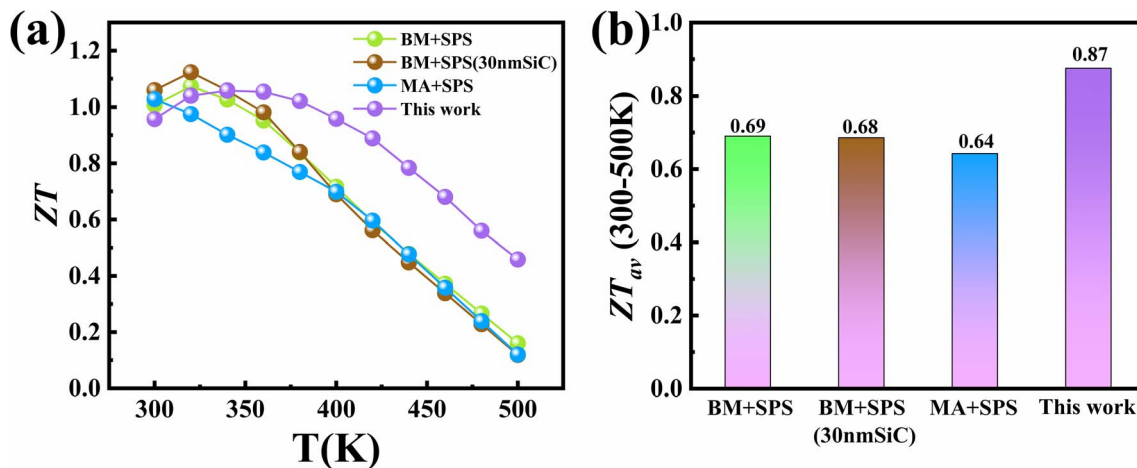 (a)
BM+SPS
BM+SPS(30nmSiC)
MA+SPS
This work
1.2
1.0
0.8
0.6
0.4
0.2
0.0
ZT
300
350
400
450
500
T(K)
(b)
1.0
0.8
0.6
0.4
0.2
0.0
ZTav (300-500K)
0.69
0.68
0.64
0.87
BM+SPS
BM+SPS
(30nmSiC)
MA+SPS
This work